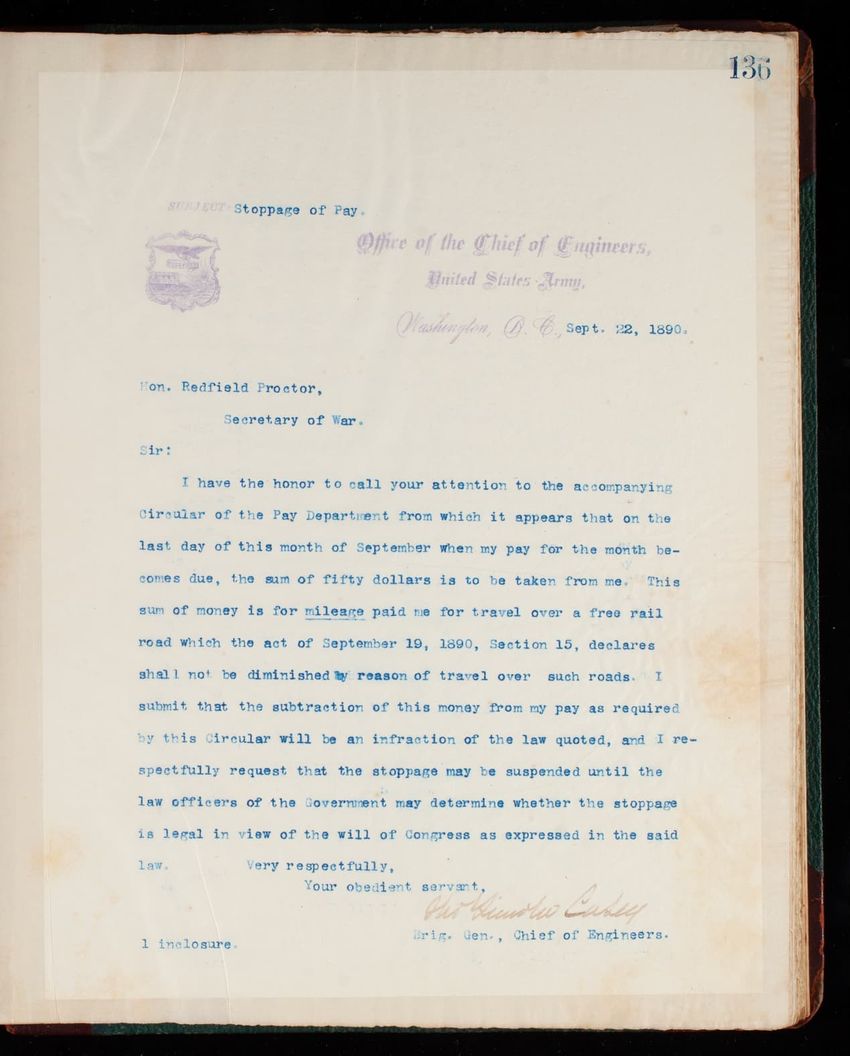 136
SUBJECT: Stoppage of Pay.
Office of the Chief of Engineers,
United States Army,
Washington, D. C., Sept. 22, 1890.
Hon. Redfield Proctor,
Secretary of War.
Sir:
I have the honor to call your attention to the accompanying
Circular of the Pay Department from which it appears that on the
last day of this month of September when my pay for the month be-
comes due, the sum of fifty dollars is to be taken from me. This
sum of money is for mileage paid me for travel over a free rail
road which the act of September 19, 1890, Section 15, declares
shall not be diminished by reason of travel over such roads. I
submit that the subtraction of this money from my pay as required
by this Circular will be an infraction of the law quoted, and I re-
spectfully request that the stoppage may be suspended until the
law officers of the Government may determine whether the stoppage
is legal in view of the will of Congress as expressed in the said
law. Very respectfully,
Your obedient servant,
Thos Lincoln Casey
Brig. Gen., Chief of Engineers.
1 inclosure.